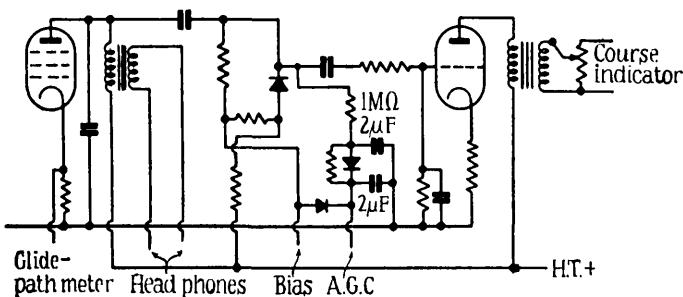 Course
indicator
1MΩ
2μF
2μF
Glide-
path meter
Head phones
Bias
A.G.C
H.T.+